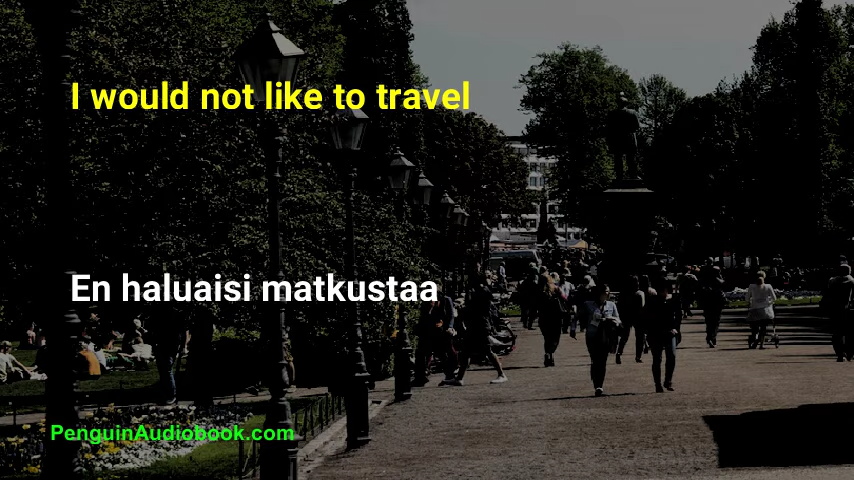 I would not like to travel
En haluaisi matkustaa
PenguinAudiobook.com